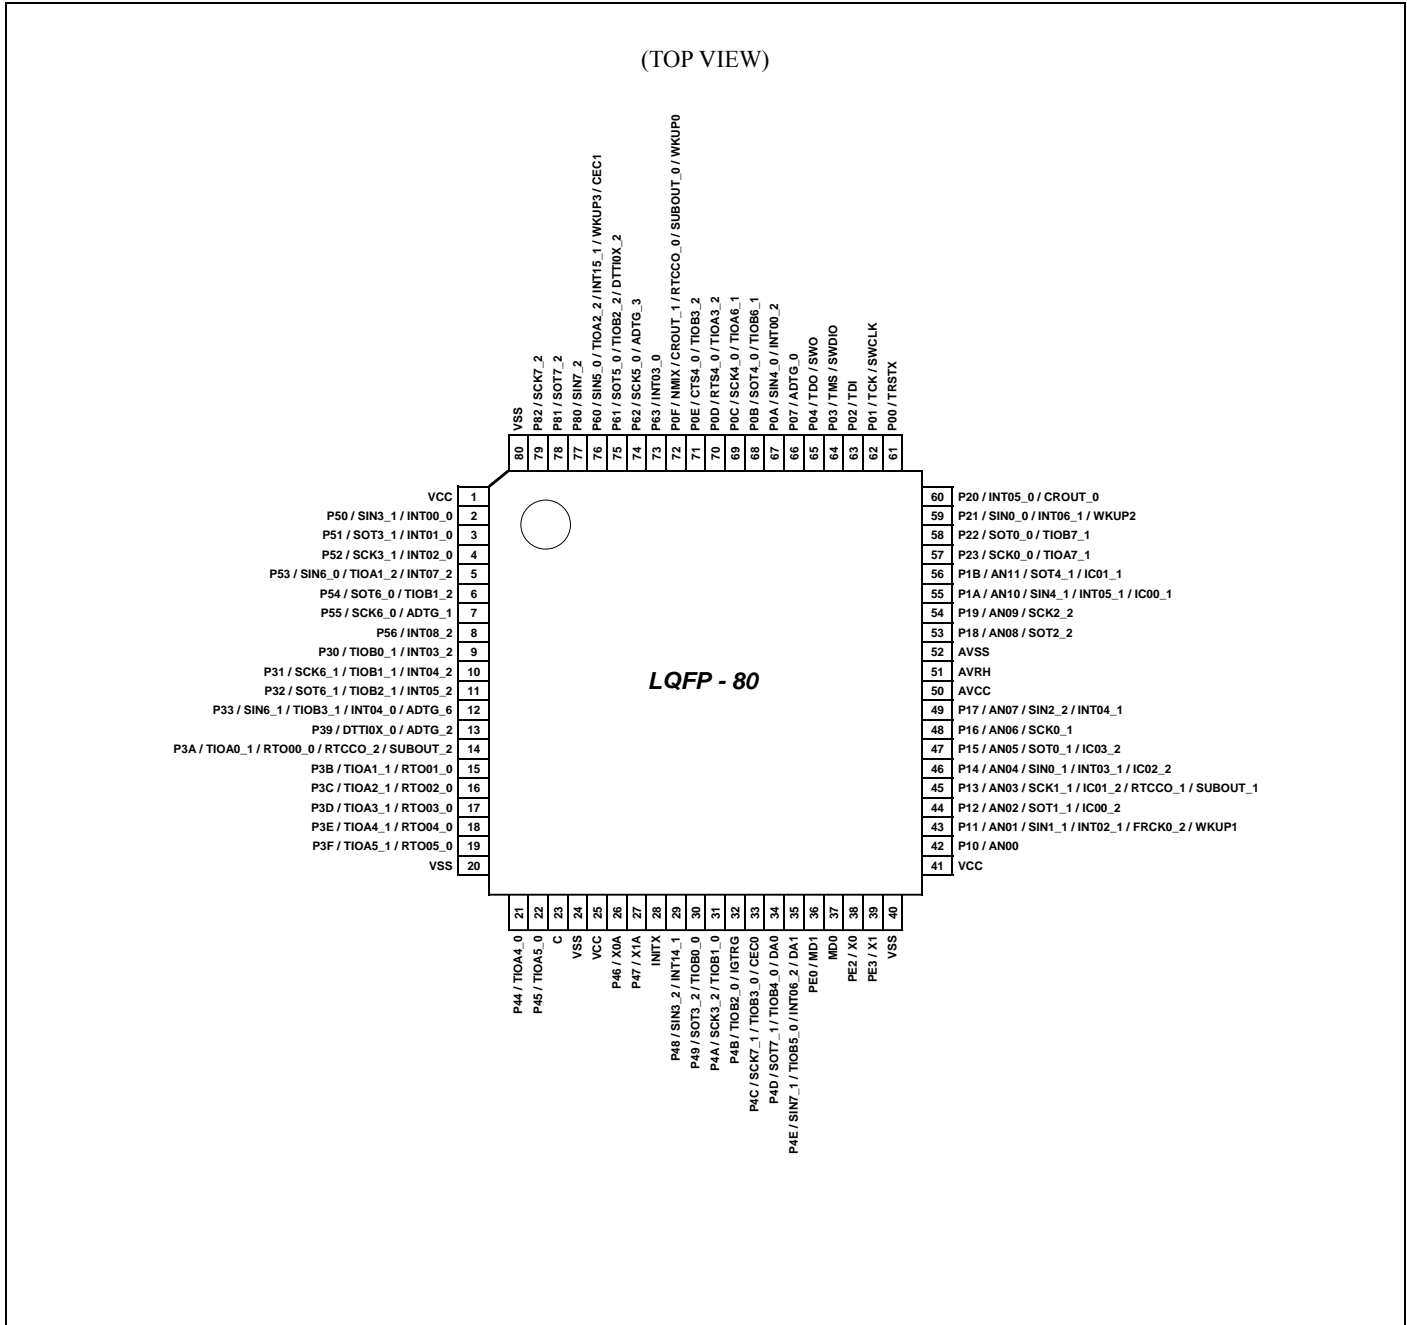 (TOP VIEW)
VSS
P82 / SCK7_2
P81 / SOT7_2
P80 / SIN7_2
P60 / SIN5_0 / TIOA2_2 / INT15_1 / WKUP3 / CEC1
P61 / SOT5_0 / TIOB2_2 / DTTI0X_2
P62 / SCK5_0 / ADTG_3
P63 / INT03_0
P0F / NMIX / CROUT_1 / RTCCO_0 / SUBOUT_0 / WKUP0
P0E / CTS4_0 / TIOB3_2
P0D / RTS4_0 / TIOA3_2
P0C / SCK4_0 / TIOA6_1
P0B / SOT4_0 / TIOB6_1
P0A / SIN4_0 / INT00_2
P07 / ADTG_0
P04 / TDO / SWO
P03 / TMS / SWDIO
P02 / TDI
P01 / TCK / SWCLK
P00 / TRSTX
80 79 78 77 76 75 74 73 72 71 70 69 68 67 66 65 64 63 62 61
VCC 1
P50 / SIN3_1 / INT00_0 2
P51 / SOT3_1 / INT01_0 3
P52 / SCK3_1 / INT02_0 4
P53 / SIN6_0 / TIOA1_2 / INT07_2 5
P54 / SOT6_0 / TIOB1_2 6
P55 / SCK6_0 / ADTG_1 7
P56 / INT08_2 8
P30 / TIOB0_1 / INT03_2 9
P31 / SCK6_1 / TIOB1_1 / INT04_2 10
P32 / SOT6_1 / TIOB2_1 / INT05_2 11
P33 / SIN6_1 / TIOB3_1 / INT04_0 / ADTG_6 12
P39 / DTTI0X_0 / ADTG_2 13
P3A / TIOA0_1 / RTO00_0 / RTCCO_2 / SUBOUT_2 14
P3B / TIOA1_1 / RTO01_0 15
P3C / TIOA2_1 / RTO02_0 16
P3D / TIOA3_1 / RTO03_0 17
P3E / TIOA4_1 / RTO04_0 18
P3F / TIOA5_1 / RTO05_0 19
VSS 20
LQFP - 80
60 P20 / INT05_0 / CROUT_0
59 P21 / SIN0_0 / INT06_1 / WKUP2
58 P22 / SOT0_0 / TIOB7_1
57 P23 / SCK0_0 / TIOA7_1
56 P1B / AN11 / SOT4_1 / IC01_1
55 P1A / AN10 / SIN4_1 / INT05_1 / IC00_1
54 P19 / AN09 / SCK2_2
53 P18 / AN08 / SOT2_2
52 AVSS
51 AVRH
50 AVCC
49 P17 / AN07 / SIN2_2 / INT04_1
48 P16 / AN06 / SCK0_1
47 P15 / AN05 / SOT0_1 / IC03_2
46 P14 / AN04 / SIN0_1 / INT03_1 / IC02_2
45 P13 / AN03 / SCK1_1 / IC01_2 / RTCCO_1 / SUBOUT_1
44 P12 / AN02 / SOT1_1 / IC00_2
43 P11 / AN01 / SIN1_1 / INT02_1 / FRCK0_2 / WKUP1
42 P10 / AN00
41 VCC
21 22 23 24 25 26 27 28 29 30 31 32 33 34 35 36 37 38 39 40
P44 / TIOA4_0
P45 / TIOA5_0
C
VSS
VCC
P46 / X0A
P47 / X1A
INITX
P48 / SIN3_2 / INT14_1
P49 / SOT3_2 / TIOB0_0
P4A / SCK3_2 / TIOB1_0
P4B / TIOB2_0 / IGTRG
P4C / SCK7_1 / TIOB3_0 / CEC0
P4D / SOT7_1 / TIOB4_0 / DA0
P4E / SIN7_1 / TIOB5_0 / INT06_2 / DA1
PE0 / MD1
MD0
PE2 / X0
PE3 / X1
VSS